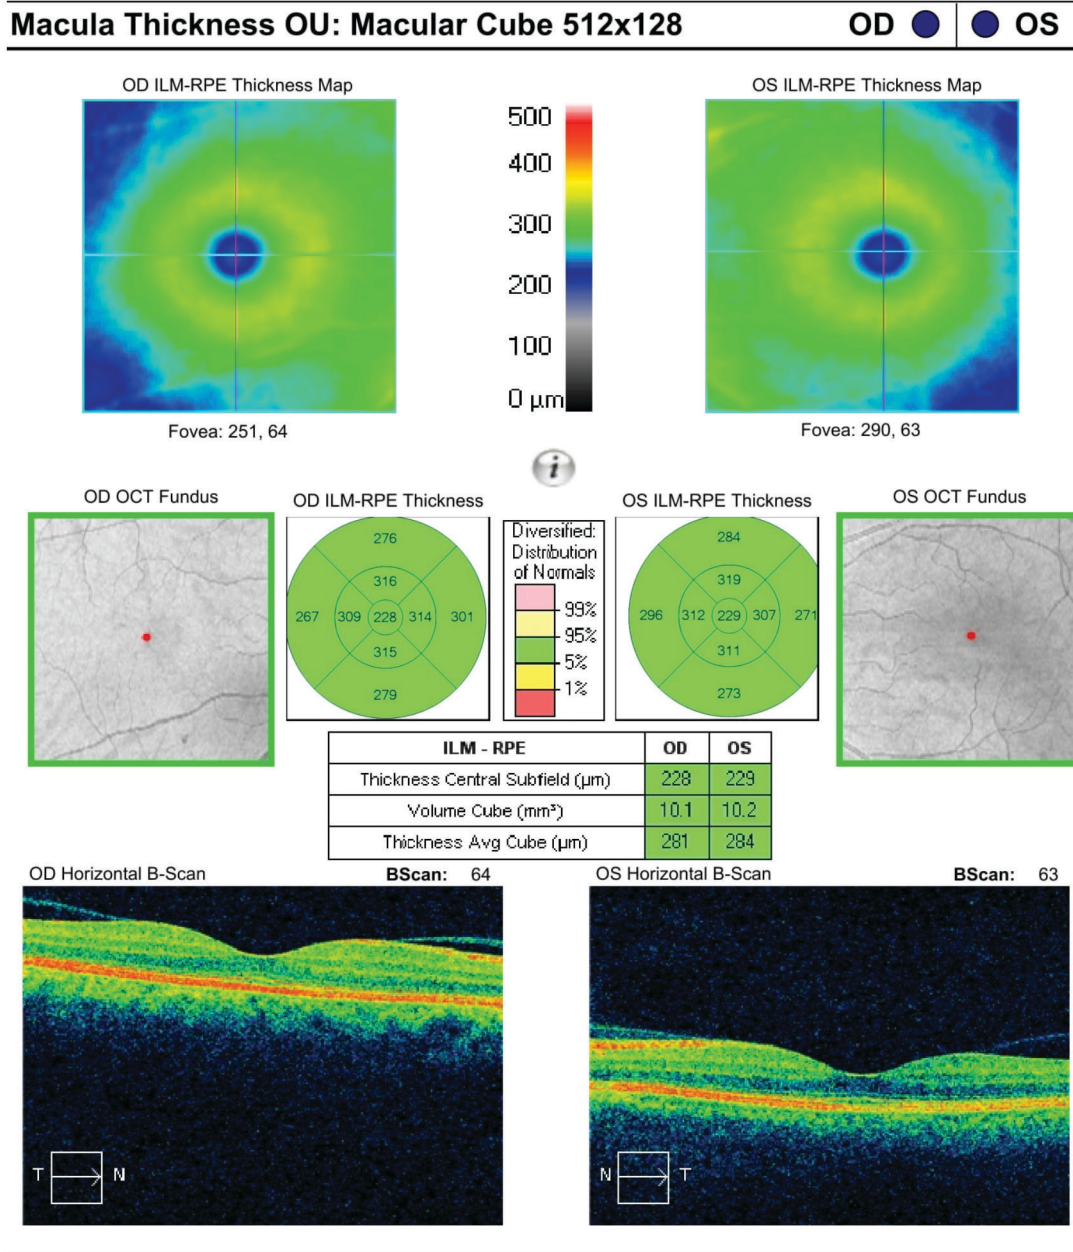 Macula Thickness OU: Macular Cube 512x128 OD OS
OD ILM-RPE Thickness Map
OS ILM-RPE Thickness Map
500
400
300
200
100
0 µm
Fovea: 251, 64
Fovea: 290, 63
i
OD OCT Fundus
OD ILM-RPE Thickness
OS ILM-RPE Thickness
OS OCT Fundus
276
316
267 309 228 314 301
315
279
Diversified:
Distribution
of Normals
99%
95%
5%
1%
284
319
296 312 229 307 271
311
273
ILM - RPE OD OS
Thickness Central Subfield (µm) 228 229
Volume Cube (mm³) 10.1 10.2
Thickness Avg Cube (µm) 281 284
OD Horizontal B-Scan BScan: 64
OS Horizontal B-Scan BScan: 63
T N
N T